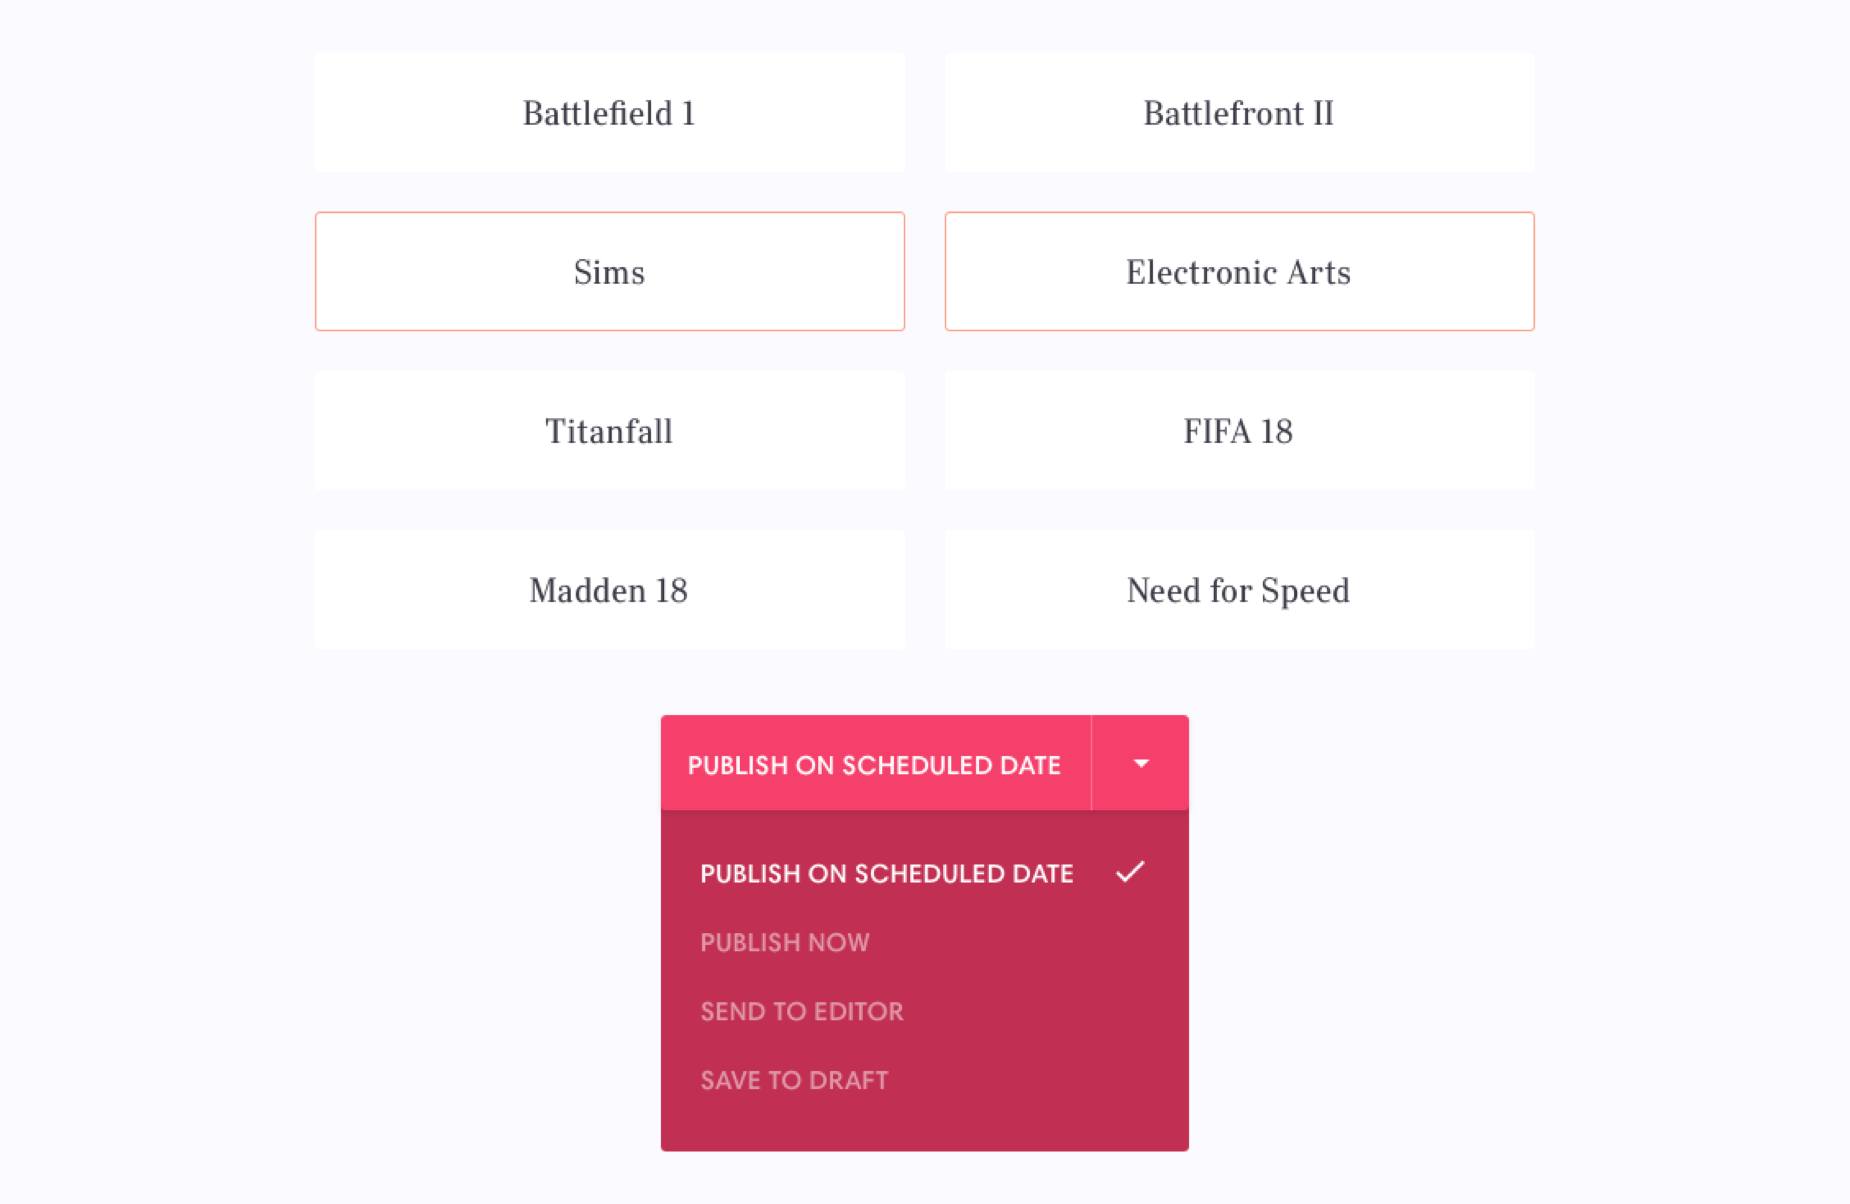 Battlefield 1
Battlefront II
Sims
Electronic Arts
Titanfall
FIFA 18
Madden 18
Need for Speed
PUBLISH ON SCHEDULED DATE
PUBLISH ON SCHEDULED DATE
PUBLISH NOW
SEND TO EDITOR
SAVE TO DRAFT